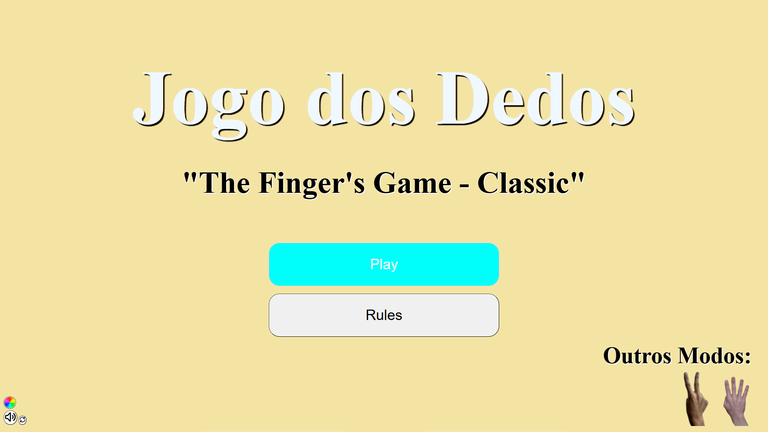 Jogo dos Dedos
"The Finger's Game - Classic"
Play
Rules
Outros Modos: